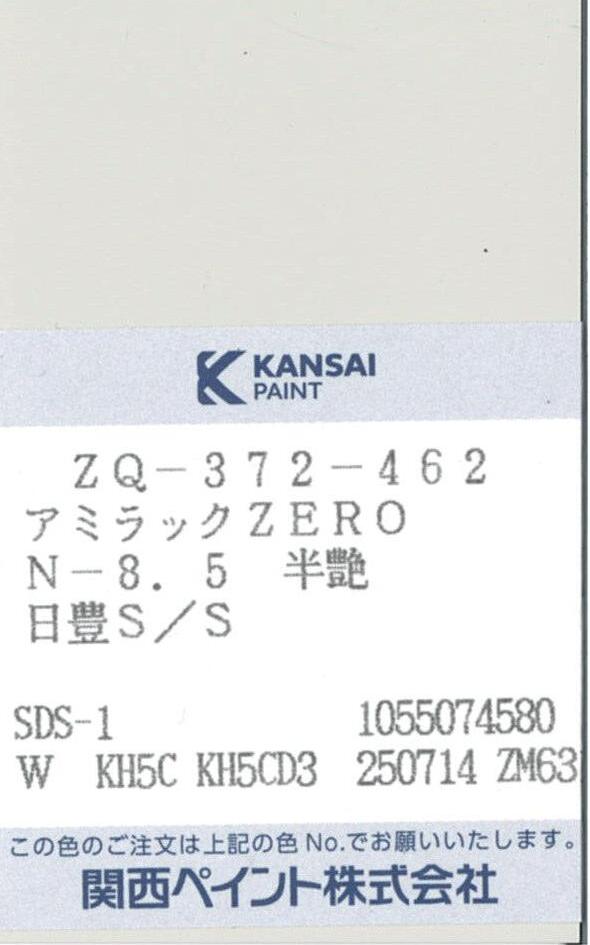 KANSAI
PAINT
ZQ-372-462
アミラックZERO
N-8.5 半艶
日豊S/S
SDS-1 1055074580
W KH5C KH5CD3 250714 ZM63
この色のご注文は上記の色No.でお願いいたします。
関西ペイント株式会社